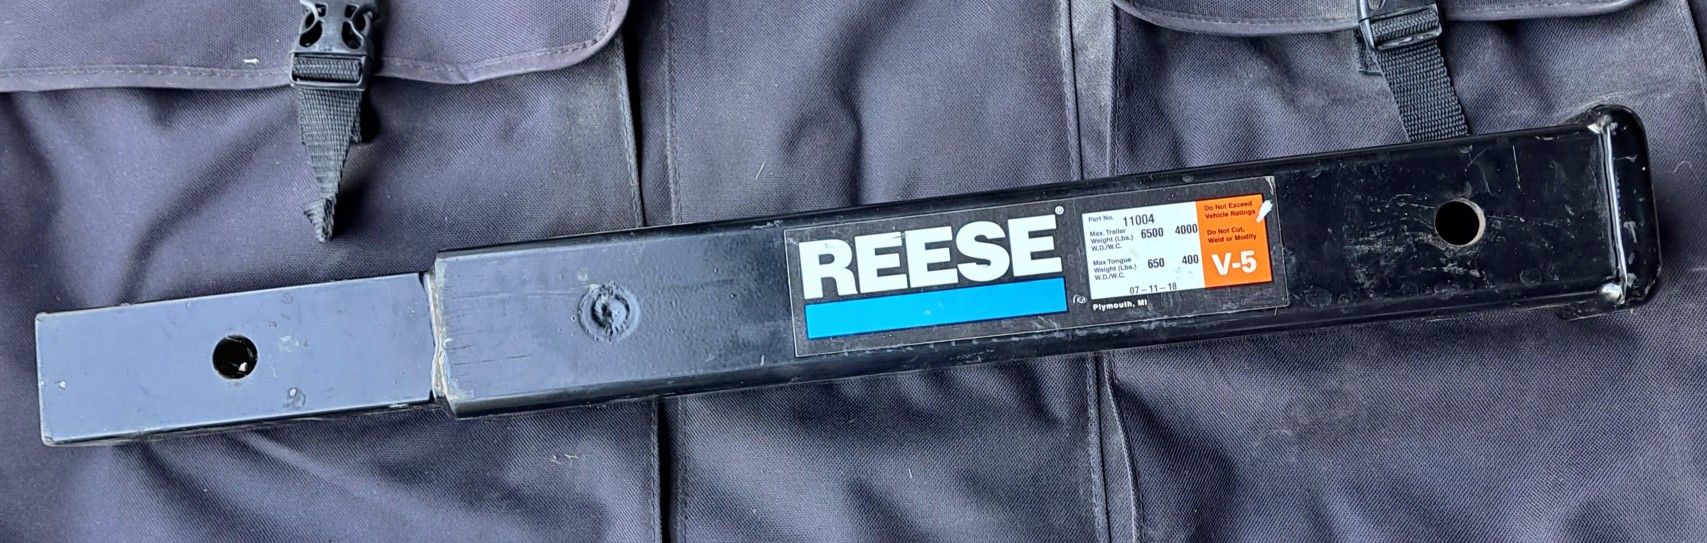 REESE®
Part No. 11004
Max. Trailer
Weight (Lbs.) 6500 4000
W.D./W.C.
Max Tongue
Weight (Lbs.) 650 400
W.D./W.C.
07-11-18
Plymouth, MI
Do Not Exceed
Vehicle Ratings
Do Not Cut,
Weld or Modify
V-5